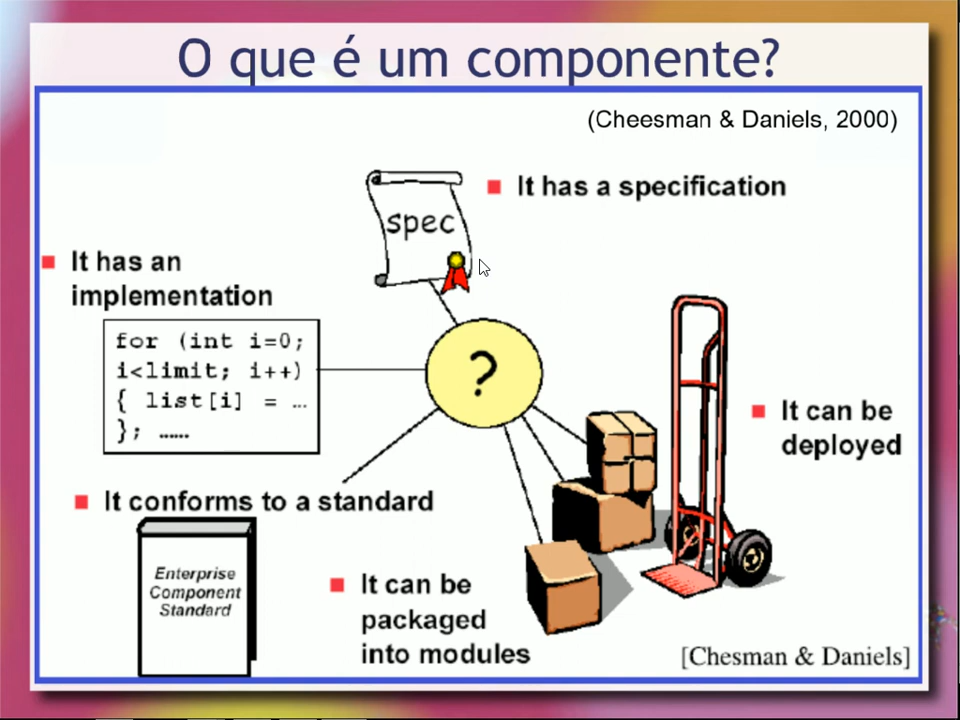 O que é um componente?
(Cheesman & Daniels, 2000)
It has a specification
spec
It has an
implementation
for (int i=0;
i<limit; i++)
{ list[i] = …
}; ……
?
It can be
deployed
It conforms to a standard
Enterprise
Component
Standard
It can be
packaged
into modules
[Chesman & Daniels]